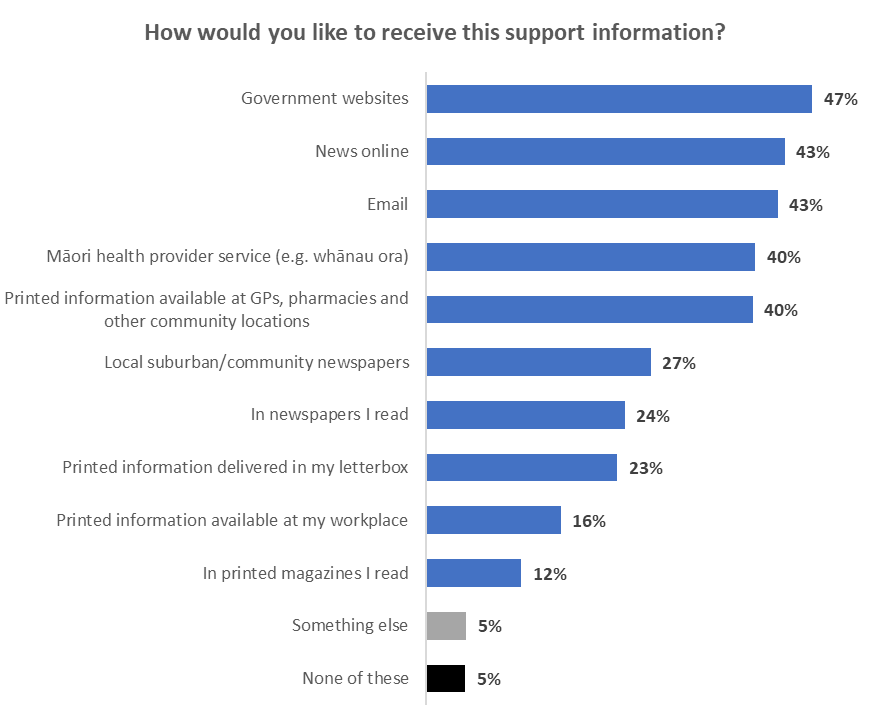 How would you like to receive this support information?
Government websites 47%
News online 43%
Email 43%
Māori health provider service (e.g. whānau ora) 40%
Printed information available at GPs, pharmacies and
other community locations 40%
Local suburban/community newspapers 27%
In newspapers I read 24%
Printed information delivered in my letterbox 23%
Printed information available at my workplace 16%
In printed magazines I read 12%
Something else 5%
None of these 5%